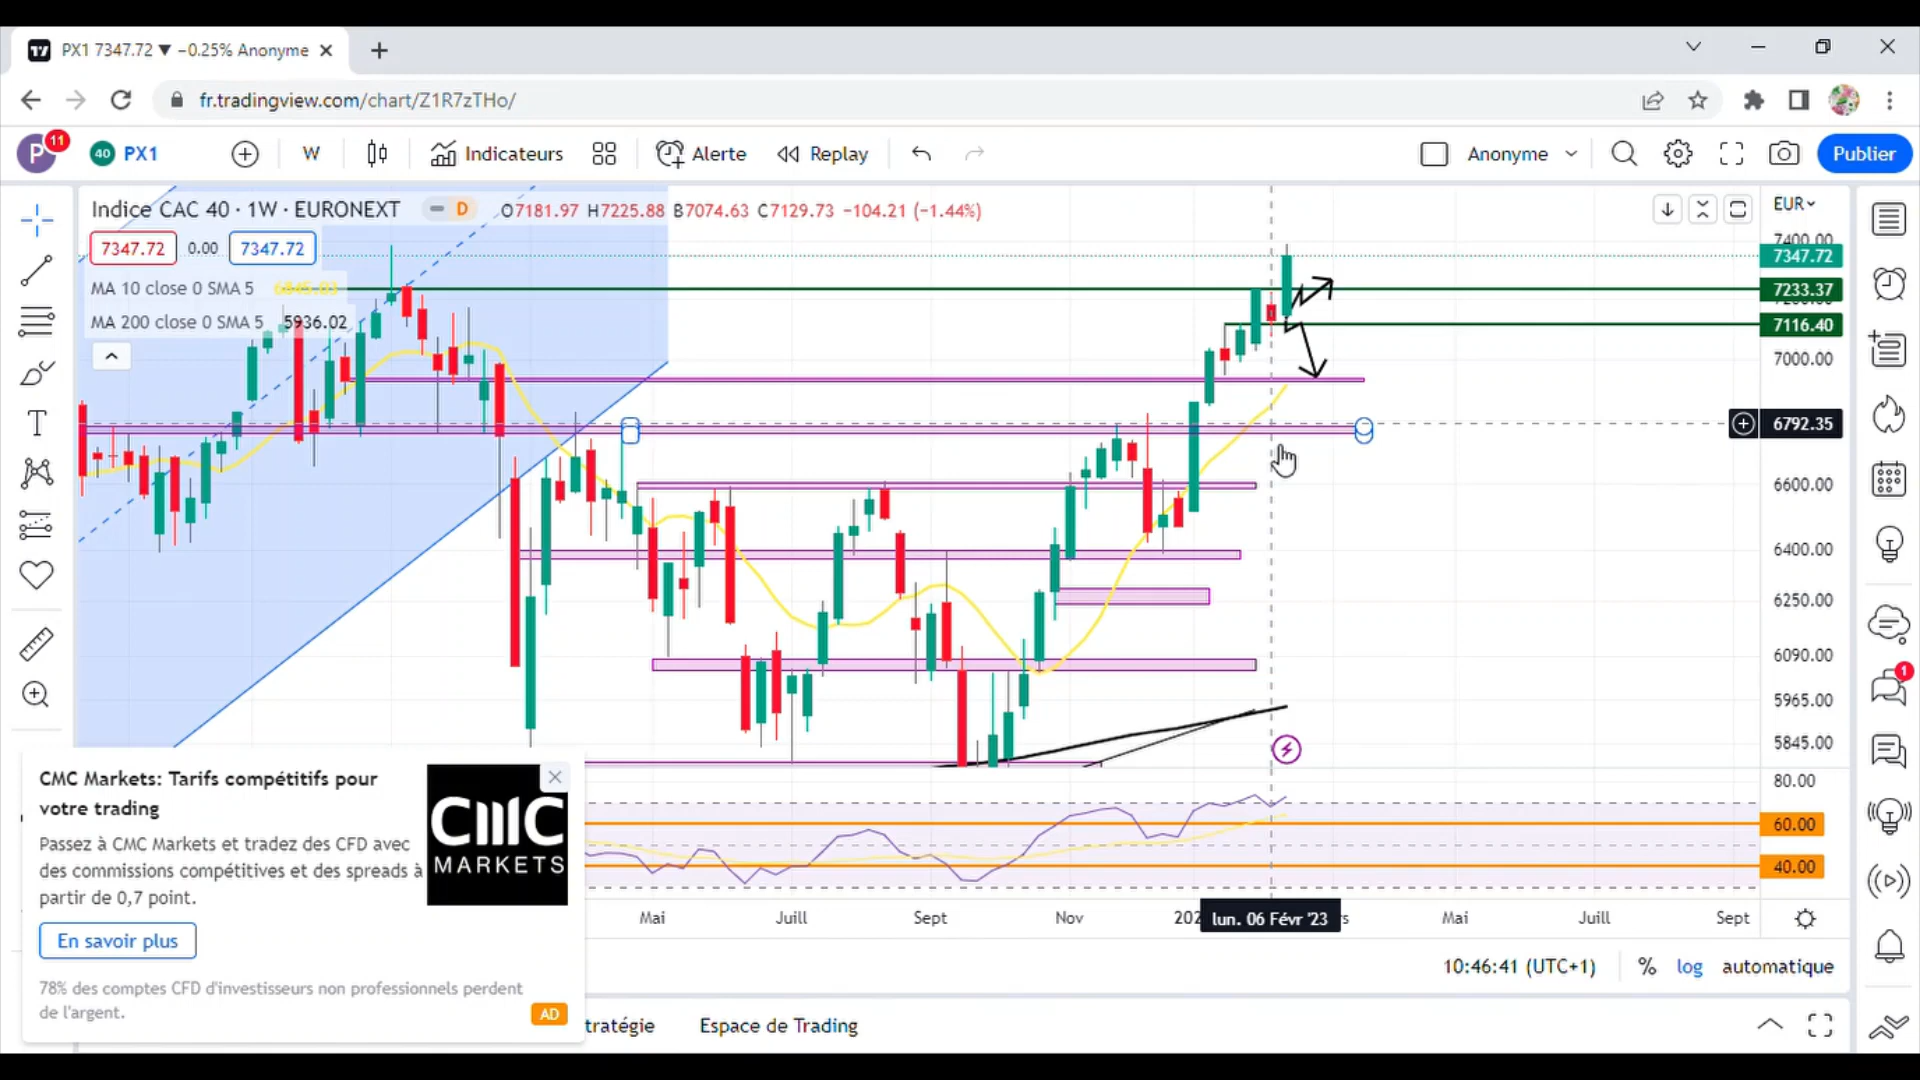 PX1 7347.72 ▼ −0.25% Anonyme
fr.tradingview.com/chart/Z1R7zTHo/
P 11
40 PX1
W
Indicateurs
Alerte
Replay
Anonyme
Publier
Indice CAC 40 · 1W · EURONEXT
D
O7181.97 H7225.88 B7074.63 C7129.73 −104.21 (−1.44%)
EUR
7347.72 0.00 7347.72
MA 10 close 0 SMA 5 6845.03
MA 200 close 0 SMA 5 5936.02
7400.00
7347.72
7233.37
7116.40
7000.00
6792.35
6600.00
6400.00
6250.00
6090.00
5965.00
5845.00
80.00
60.00
40.00
1
CMC Markets: Tarifs compétitifs pour
votre trading
Passez à CMC Markets et tradez des CFD avec
des commissions compétitives et des spreads à
partir de 0,7 point.
CMC
MARKETS
En savoir plus
78% des comptes CFD d'investisseurs non professionnels perdent
de l'argent.
AD
Mai Juill Sept Nov 202 lun. 06 Févr '23 s Mai Juill Sept
10:46:41 (UTC+1) % log automatique
tratégie Espace de Trading